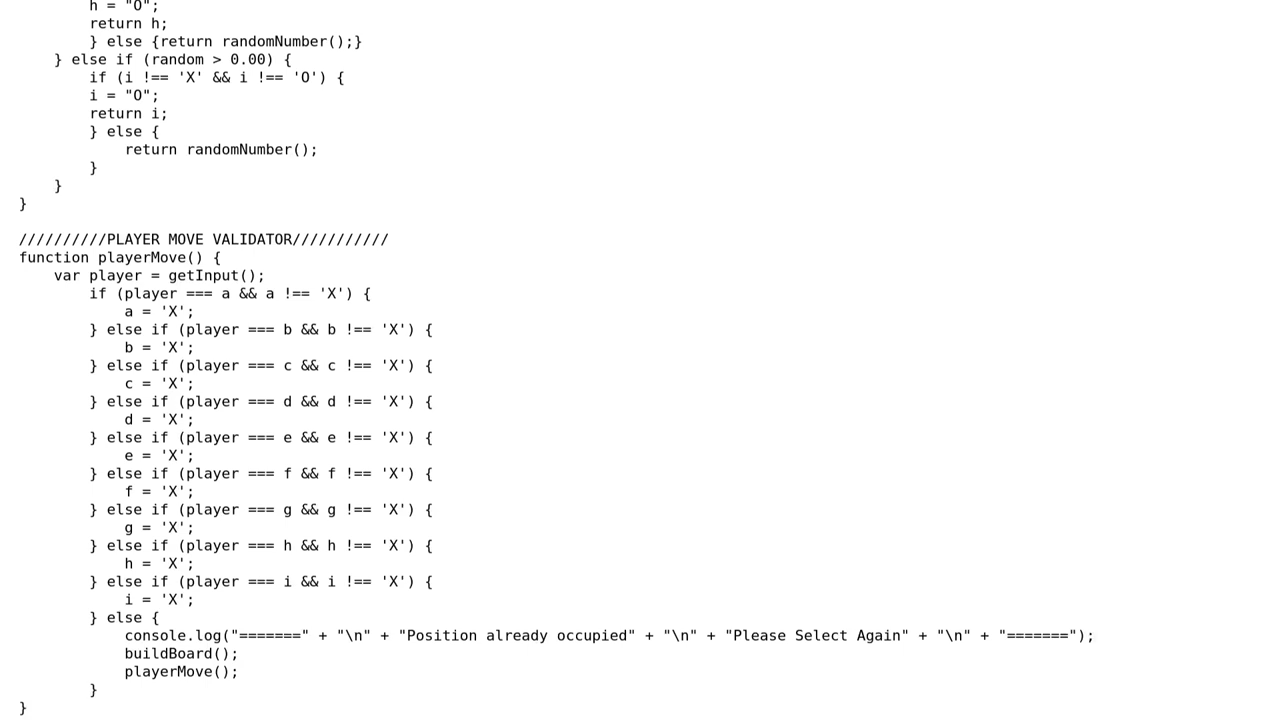 h = "O";
        return h;
        } else {return randomNumber();}
    } else if (random > 0.00) {
        if (i !== 'X' && i !== 'O') {
        i = "O";
        return i;
        } else {
            return randomNumber();
        }
    }
}

//////////PLAYER MOVE VALIDATOR///////////
function playerMove() {
    var player = getInput();
        if (player === a && a !== 'X') {
            a = 'X';
        } else if (player === b && b !== 'X') {
            b = 'X';
        } else if (player === c && c !== 'X') {
            c = 'X';
        } else if (player === d && d !== 'X') {
            d = 'X';
        } else if (player === e && e !== 'X') {
            e = 'X';
        } else if (player === f && f !== 'X') {
            f = 'X';
        } else if (player === g && g !== 'X') {
            g = 'X';
        } else if (player === h && h !== 'X') {
            h = 'X';
        } else if (player === i && i !== 'X') {
            i = 'X';
        } else {
            console.log("=======" + "\n" + "Position already occupied" + "\n" + "Please Select Again" + "\n" + "=======");
            buildBoard();
            playerMove();
        }
}